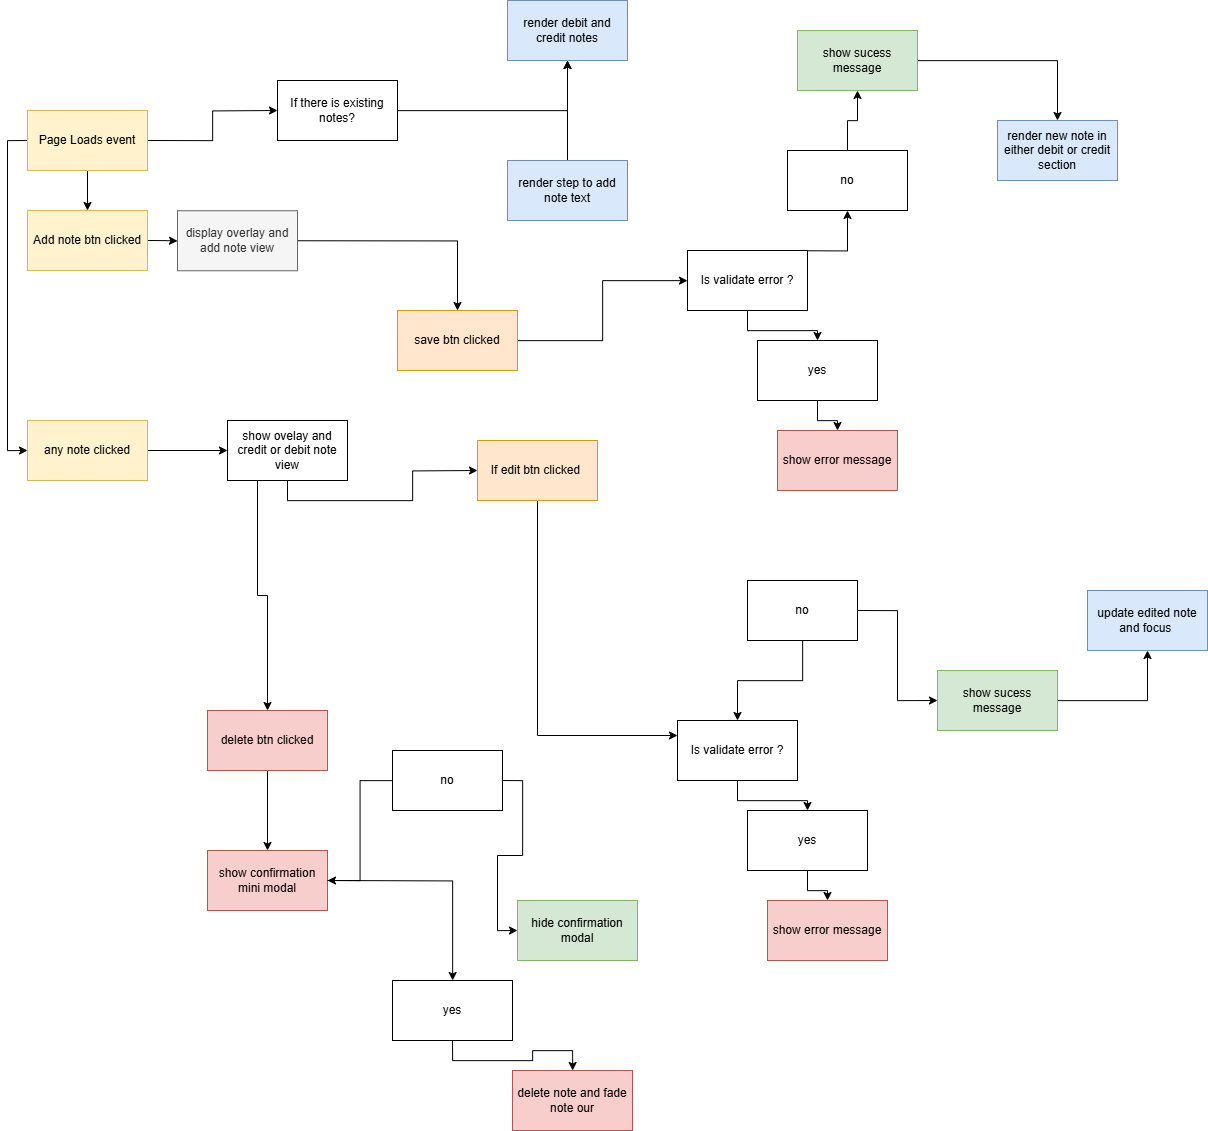 render debit and
credit notes
show sucess
message
If there is existing
notes?
Page Loads event
render new note in
either debit or credit
section
render step to add
note text
no
Add note btn clicked
display overlay and
add note view
Is validate error ?
save btn clicked
yes
any note clicked
show ovelay and
credit or debit note
view
If edit btn clicked
show error message
no
update edited note
and focus
show sucess
message
delete btn clicked
Is validate error ?
no
yes
show confirmation
mini modal
hide confirmation
modal
show error message
yes
delete note and fade
note our